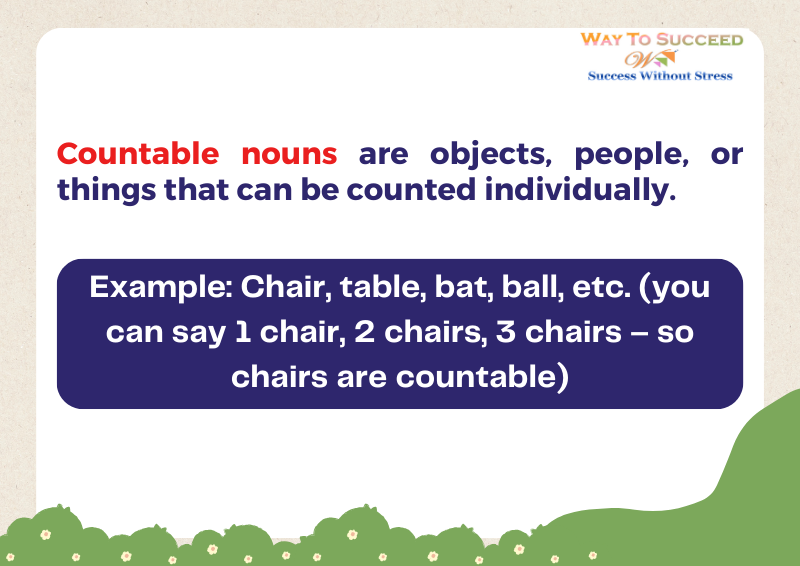 WAY TO SUCCEED
Success Without Stress
Countable nouns are objects, people, or
things that can be counted individually.
Example: Chair, table, bat, ball, etc. (you
can say 1 chair, 2 chairs, 3 chairs – so
chairs are countable)